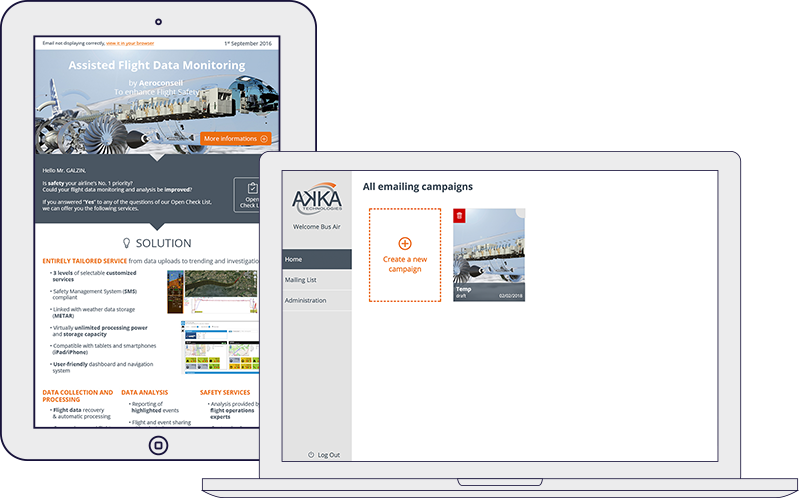 Email not displaying correctly, view it in your browser
1st September 2016
Assisted Flight Data Monitoring
by Aeroconseil
To enhance Flight Safety
More informations
Hello Mr. GALZIN,
Is safety your airline's No. 1 priority?
Could your flight data monitoring and analysis be improved?
If you answered "Yes" to any of the questions of our Open Check List,
we can offer you the following services.
Open
Check L
SOLUTION
ENTIRELY TAILORED SERVICE from data uploads to trending and investigatio
• 3 levels of selectable customized
services
• Safety Management System (SMS)
compliant
• Linked with weather data storage
(METAR)
• Virtually unlimited processing power
and storage capacity
• Compatible with tablets and smartphones
(iPad/iPhone)
• User-friendly dashboard and navigation
system
DATA COLLECTION AND
PROCESSING
• Flight data recovery
& automatic processing
DATA ANALYSIS
• Reporting of
highlighted events
• Flight and event sharing
SAFETY SERVICES
• Analysis provided b
flight operations
experts
AKKA
TECHNOLOGIES
Welcome Bus Air
Home
Mailing List
Administration
Log Out
All emailing campaigns
Create a new
campaign
Temp
draft
02/02/2016